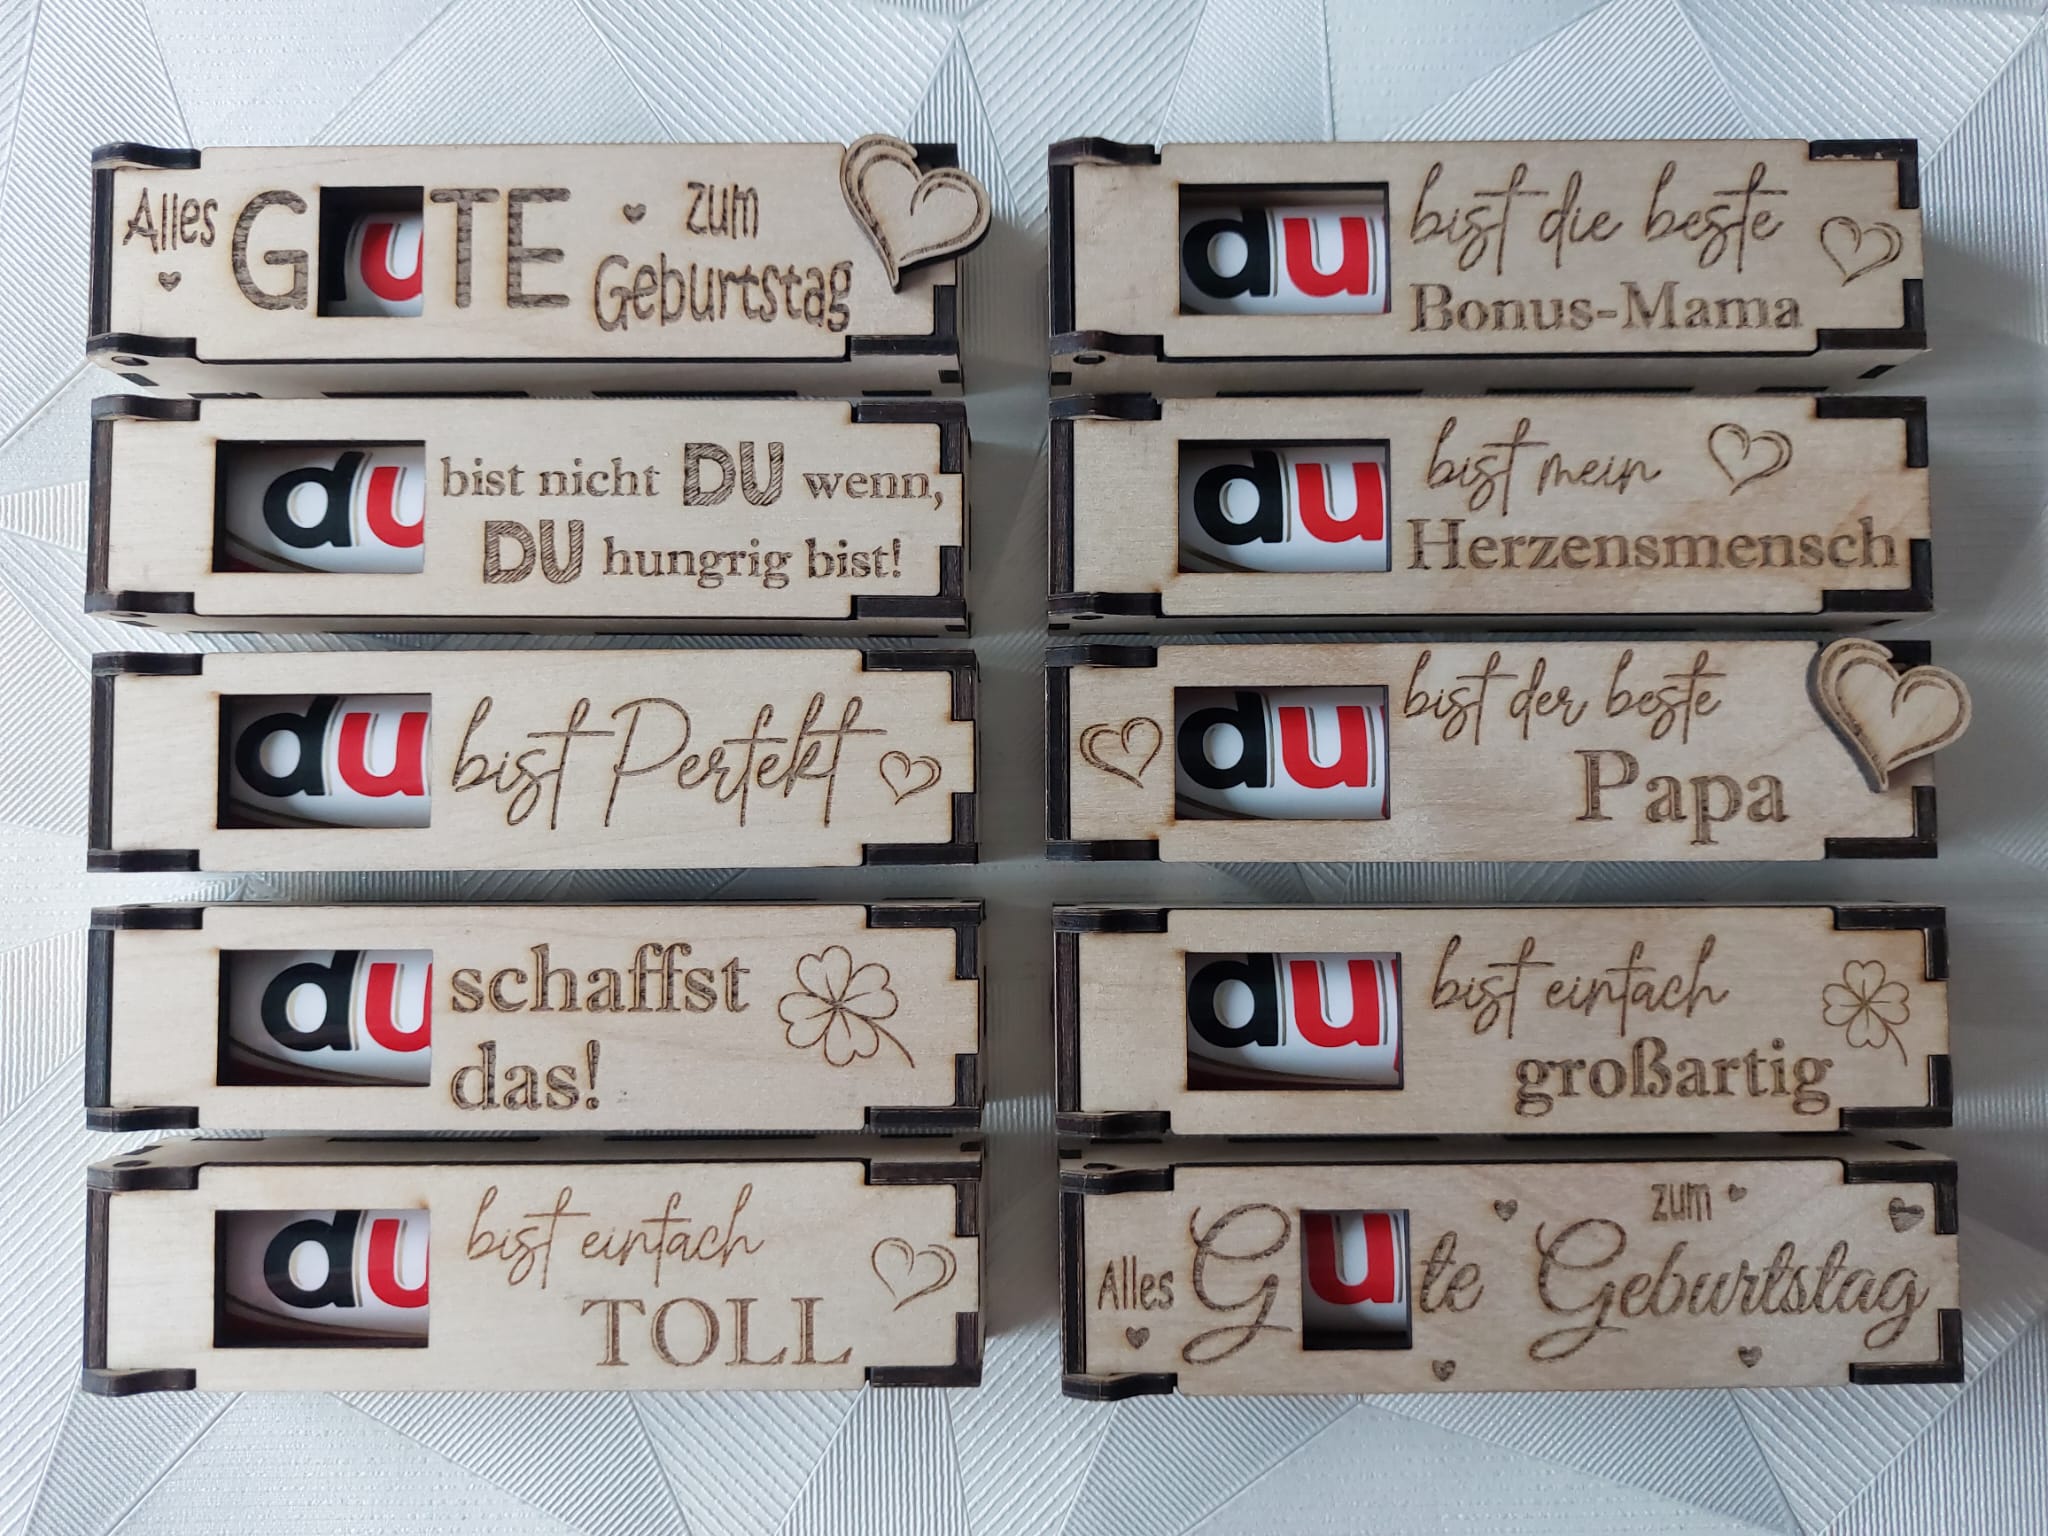 Alles GuTE zum
Geburtstag
du bist nicht DU wenn,
DU hungrig bist!
du bist Perfekt
du schaffst
das!
du bist einfach
TOLL
du bist die beste
Bonus-Mama
du bist mein
Herzensmensch
du bist der beste
Papa
du bist einfach
großartig
Alles Gute zum
Geburtstag